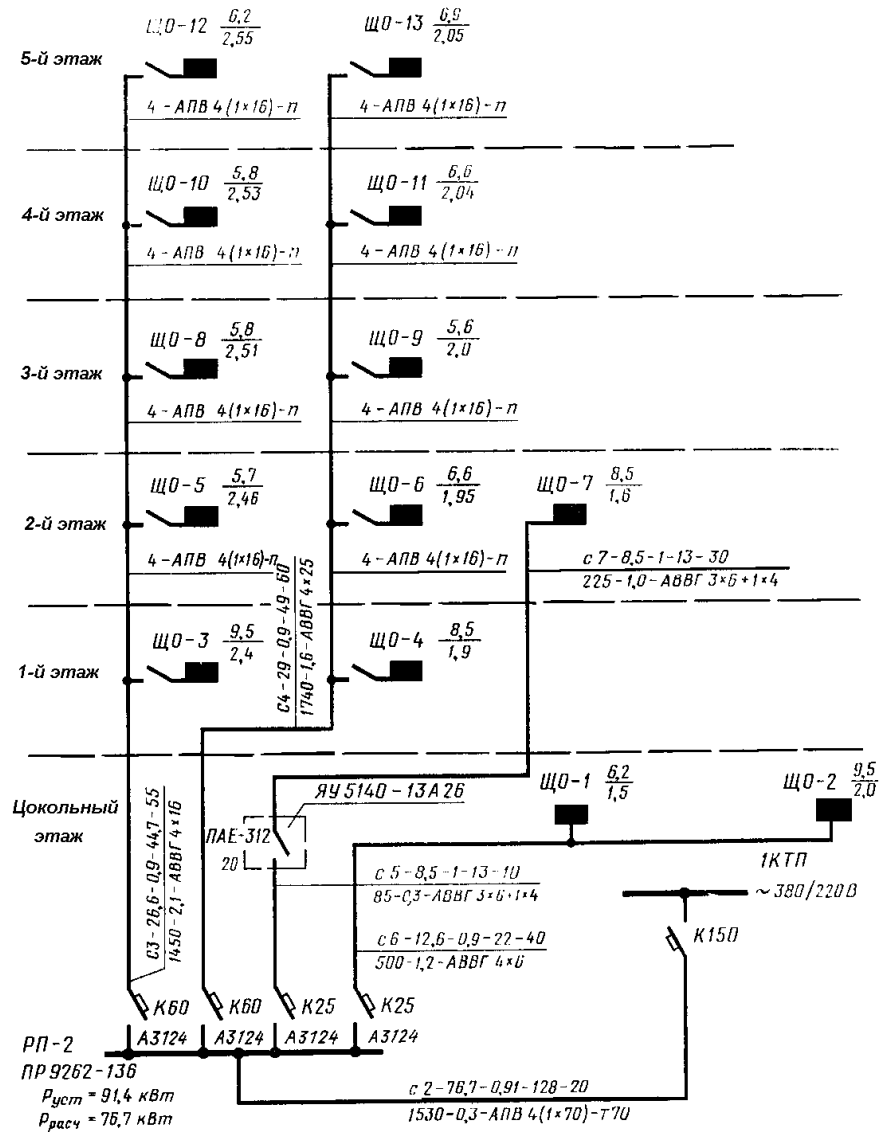 ЩО-12 6,2
2,55
ЩО-13 6,9
2,05
5-й этаж
4-АПВ 4(1×16)-п
4-АПВ 4(1×16)-п
ЩО-10 5,8
2,53
ЩО-11 6,6
2,04
4-й этаж
4-АПВ 4(1×16)-п
4-АПВ 4(1×16)-п
ЩО-8 5,8
2,51
ЩО-9 5,6
2,0
3-й этаж
4-АПВ 4(1×16)-п
4-АПВ 4(1×16)-п
ЩО-5 5,7
2,46
ЩО-6 6,6
1,95
ЩО-7 8,5
1,6
2-й этаж
4-АПВ 4(1×16)-п
4-АПВ 4(1×16)-п
с7-8,5-1-13-30
225-1,0-АВВГ 3×6+1×4
С4-29-0,9-49-60
1740-1,6-АВВГ 4×25
ЩО-3 9,5
2,4
ЩО-4 8,5
1,9
1-й этаж
Цокольный
этаж
ЯУ 5140-13А26
ЩО-1 6,2
1,5
ЩО-2 9,5
2,0
ПАЕ-312
20
1КТП
~380/220В
С3-26,6-0,9-44,7-55
1450-2,1-АВВГ 4×16
с5-8,5-1-13-10
85-0,3-АВВГ 3×6+1×4
с6-12,6-0,9-22-40
500-1,2-АВВГ 4×6
К150
К60
К60
К25
К25
А3124
А3124
А3124
А3124
РП-2
ПР 9262-136
Руст = 91,4 кВт
Ррасч = 76,7 кВт
с2-76,7-0,91-128-20
1530-0,3-АПВ 4(1×70)-т70